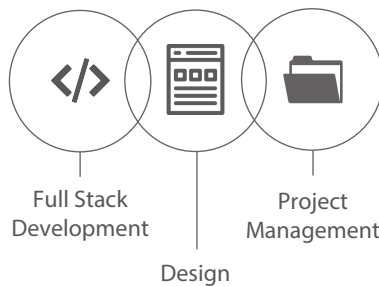 Full Stack
Development
Design
Project
Management